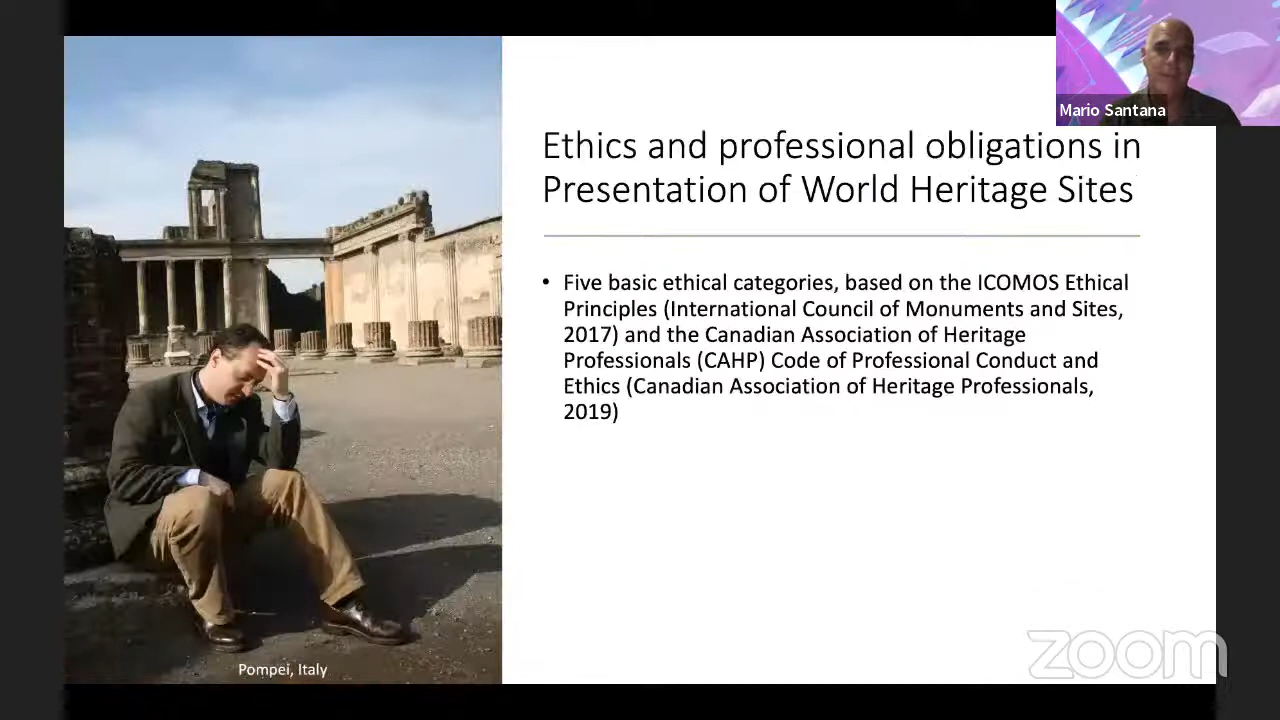 Mario Santana
Ethics and professional obligations in
Presentation of World Heritage Sites
• Five basic ethical categories, based on the ICOMOS Ethical
Principles (International Council of Monuments and Sites,
2017) and the Canadian Association of Heritage
Professionals (CAHP) Code of Professional Conduct and
Ethics (Canadian Association of Heritage Professionals,
2019)
Pompei, Italy
zoom